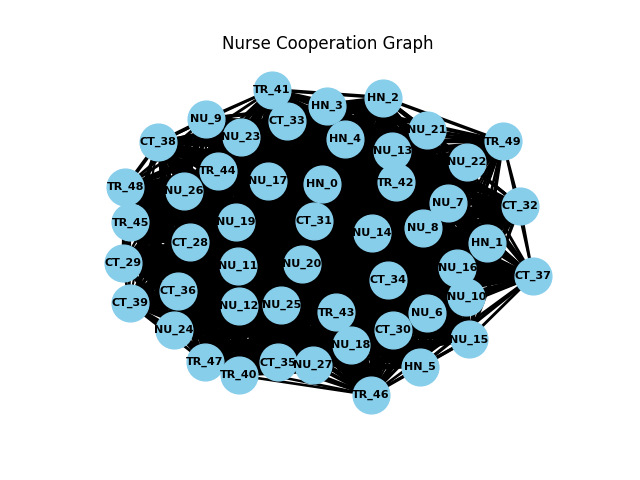 Nurse Cooperation Graph
TR_41
HN_2
HN_3
NU_9
CT_33
NU_21
CT_38
NU_23
HN_4
TR_49
NU_13
NU_22
TR_44
NU_17
TR_42
HN_0
TR_48
NU_26
NU_7
CT_32
TR_45
NU_19
CT_31
NU_8
NU_14
CT_28
HN_1
CT_29
NU_11
NU_20
NU_16
CT_37
CT_34
CT_36
NU_10
CT_39
NU_12
NU_25
TR_43
NU_6
NU_24
CT_30
NU_15
NU_18
TR_47
CT_35
NU_27
HN_5
TR_40
TR_46